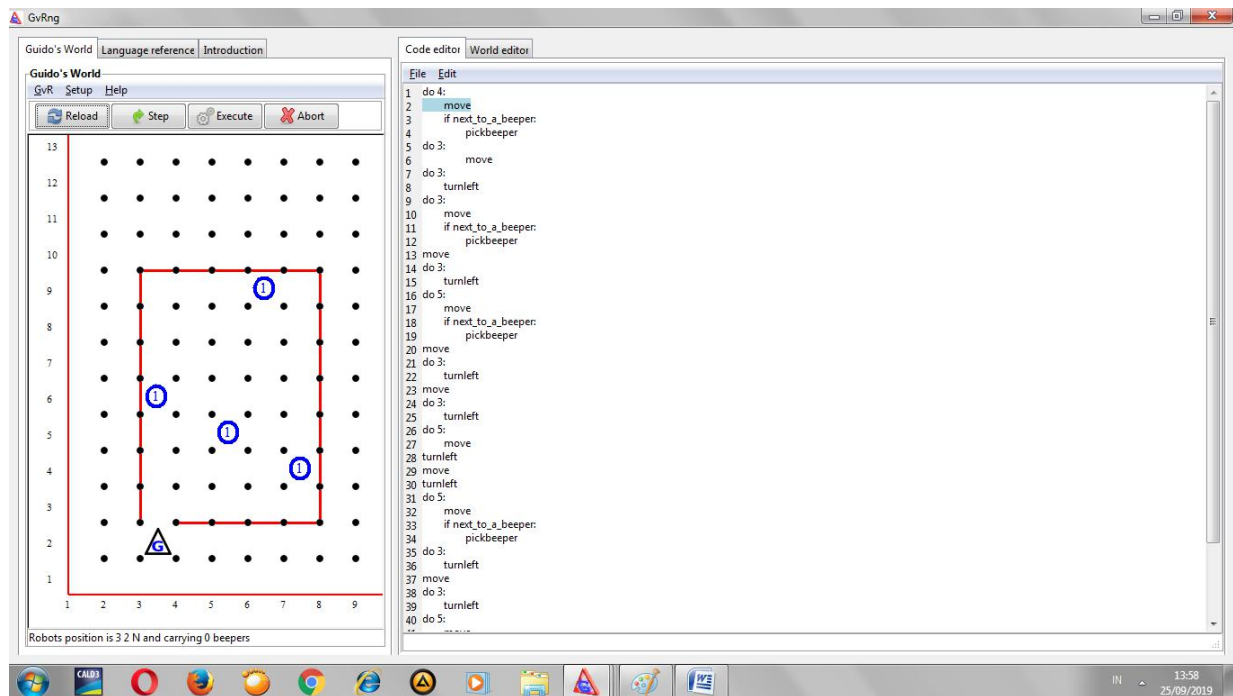 GvRng
Guido's World Language reference Introduction
Guido's World
GvR Setup Help
Reload Step Execute Abort
13
12
11
10
9
8
7
6
5
4
3
2
1
1 2 3 4 5 6 7 8 9
1
1
1
1
G
Robots position is 3 2 N and carrying 0 beepers
Code editor World editor
File Edit
1 do 4:
2 move
3 if next_to_a_beeper:
4 pickbeeper
5 do 3:
6 move
7 do 3:
8 turnleft
9 do 3:
10 move
11 if next_to_a_beeper:
12 pickbeeper
13 move
14 do 3:
15 turnleft
16 do 5:
17 move
18 if next_to_a_beeper:
19 pickbeeper
20 move
21 do 3:
22 turnleft
23 move
24 do 3:
25 turnleft
26 do 5:
27 move
28 turnleft
29 move
30 turnleft
31 do 5:
32 move
33 if next_to_a_beeper:
34 pickbeeper
35 do 3:
36 turnleft
37 move
38 do 3:
39 turnleft
40 do 5:
CALD3
IN
13:58
25/09/2019